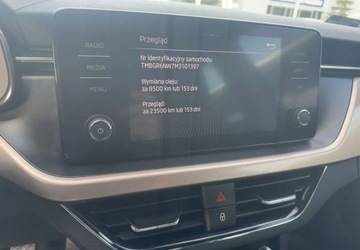 Przegląd
RADIO
Nr identyfikacyjny samochodu
TMBGR6NW7M3101397
MEDIA
Wymiana oleju:
za 8500 km lub 153 dni
MENU
Przegląd:
za 23500 km lub 153 dni